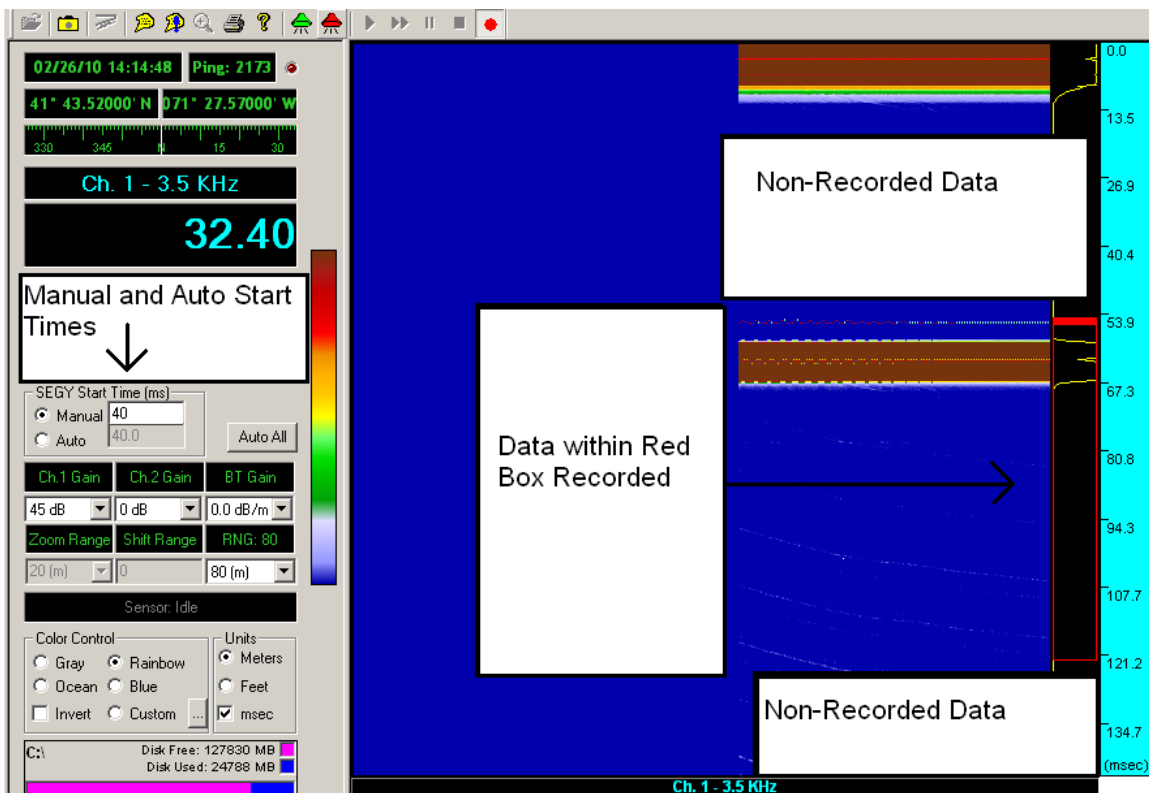 02/26/10 14:14:48
Ping: 2173
41° 43.52000' N
071° 27.57000' W
330 345 N 15 30
Ch. 1 - 3.5 KHz
32.40
Manual and Auto Start
Times
SEGY Start Time (ms)
Manual 40
Auto 40.0
Auto All
Ch.1 Gain Ch.2 Gain BT Gain
45 dB 0 dB 0.0 dB/m
Zoom Range Shift Range RNG: 80
20 (m) 0 80 (m)
Sensor: Idle
Color Control
Gray Rainbow
Ocean Blue
Invert Custom ...
Units
Meters
Feet
msec
C:\
Disk Free: 127830 MB
Disk Used: 24788 MB
Non-Recorded Data
Data within Red
Box Recorded
Non-Recorded Data
0.0
13.5
26.9
40.4
53.9
67.3
80.8
94.3
107.7
121.2
134.7
(msec)
Ch. 1 - 3.5 KHz